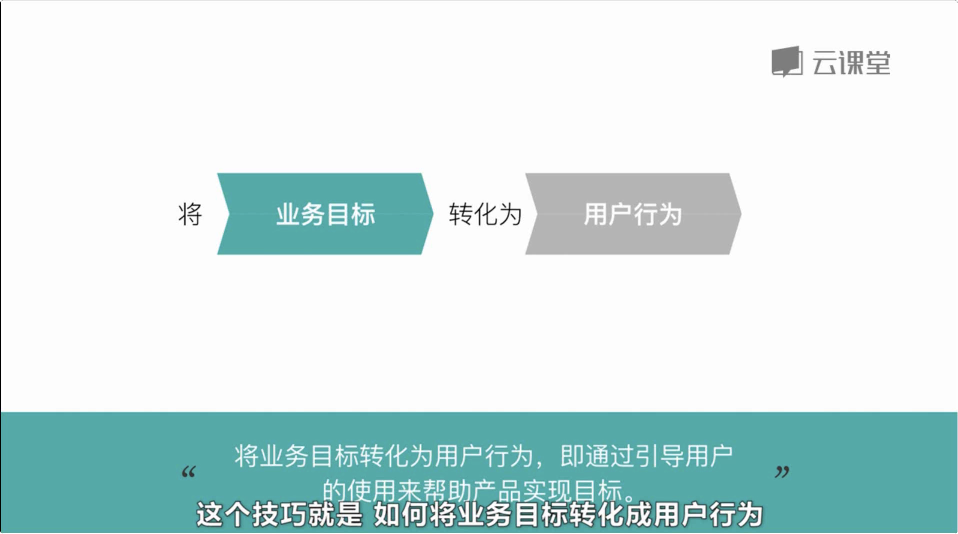 云课堂
将 业务目标 转化为 用户行为
“ 将业务目标转化为用户行为，即通过引导用户
的使用来帮助产品实现目标。 ”
这个技巧就是 如何将业务目标转化成用户行为